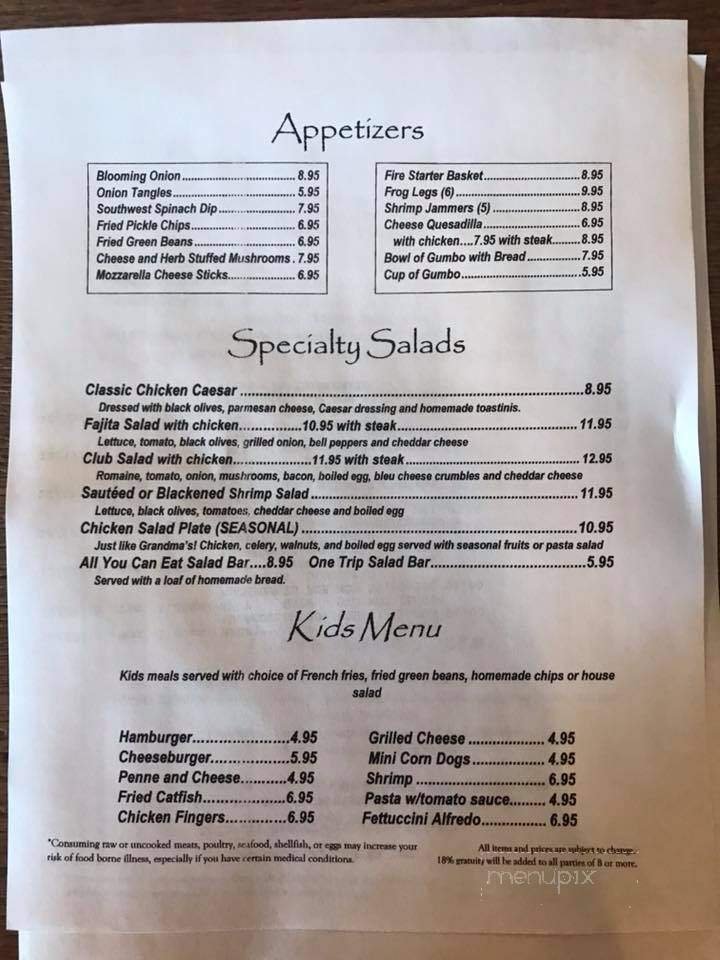 Appetizers
Blooming Onion.............................. 8.95
Onion Tangles................................ 5.95
Southwest Spinach Dip.................... 7.95
Fried Pickle Chips............................ 6.95
Fried Green Beans........................... 6.95
Cheese and Herb Stuffed Mushrooms . 7.95
Mozzarella Cheese Sticks.................. 6.95
Fire Starter Basket............................8.95
Frog Legs (6)....................................9.95
Shrimp Jammers (5) .........................8.95
Cheese Quesadilla............................6.95
with chicken....7.95 with steak........8.95
Bowl of Gumbo with Bread...............7.95
Cup of Gumbo..................................5.95
Specialty Salads
Classic Chicken Caesar ....................................................................................8.95
Dressed with black olives, parmesan cheese, Caesar dressing and homemade toastinis.
Fajita Salad with chicken...............10.95 with steak........................................... 11.95
Lettuce, tomato, black olives, grilled onion, bell peppers and cheddar cheese
Club Salad with chicken...................11.95 with steak.......................................... 12.95
Romaine, tomato, onion, mushrooms, bacon, boiled egg, bleu cheese crumbles and cheddar cheese
Sautéed or Blackened Shrimp Salad................................................................ 11.95
Lettuce, black olives, tomatoes, cheddar cheese and boiled egg
Chicken Salad Plate (SEASONAL) ..................................................................10.95
Just like Grandma's! Chicken, celery, walnuts, and boiled egg served with seasonal fruits or pasta salad
All You Can Eat Salad Bar....8.95 One Trip Salad Bar.....................................5.95
Served with a loaf of homemade bread.
Kids Menu
Kids meals served with choice of French fries, fried green beans, homemade chips or house
salad
Hamburger.......................4.95
Cheeseburger...................5.95
Penne and Cheese...........4.95
Fried Catfish....................6.95
Chicken Fingers...............6.95
Grilled Cheese .................. 4.95
Mini Corn Dogs.................. 4.95
Shrimp ............................... 6.95
Pasta w/tomato sauce......... 4.95
Fettuccini Alfredo................ 6.95
*Consuming raw or uncooked meats, poultry, seafood, shellfish, or eggs may increase your
risk of food borne illness, especially if you have certain medical conditions.
All items and prices are subject to change.
18% gratuity will be added to all parties of 8 or more.
menupix